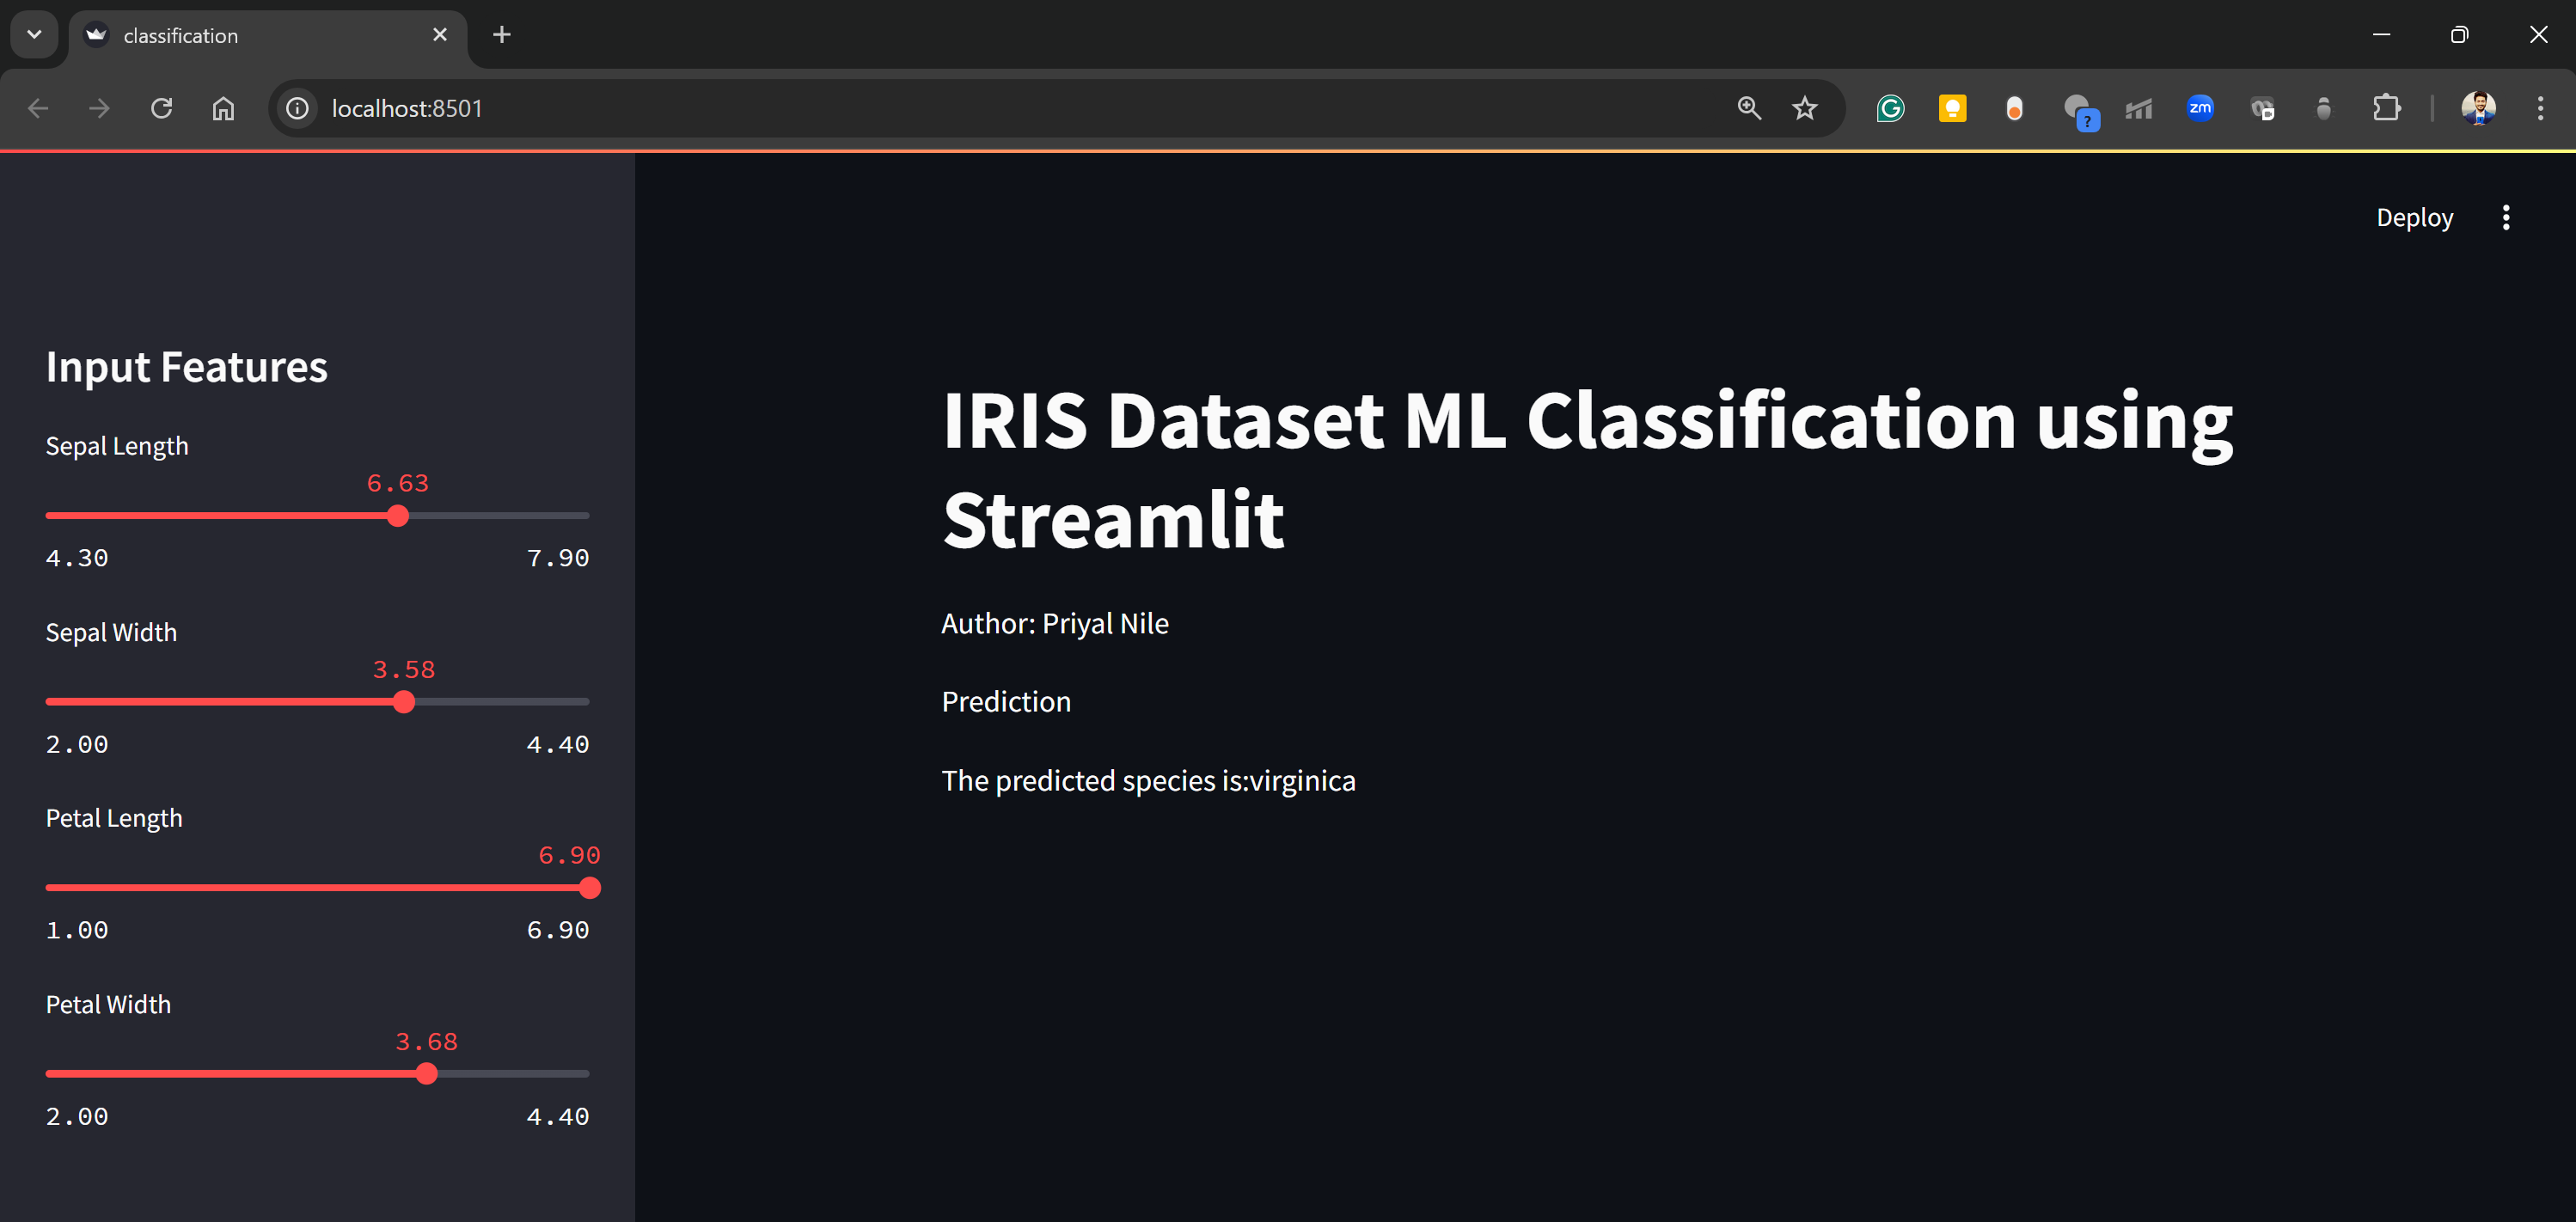 classification
localhost:8501
?
zm
Deploy
Input Features
Sepal Length
6.63
4.30 7.90
Sepal Width
3.58
2.00 4.40
Petal Length
6.90
1.00 6.90
Petal Width
3.68
2.00 4.40
IRIS Dataset ML Classification using
Streamlit
Author: Priyal Nile
Prediction
The predicted species is:virginica